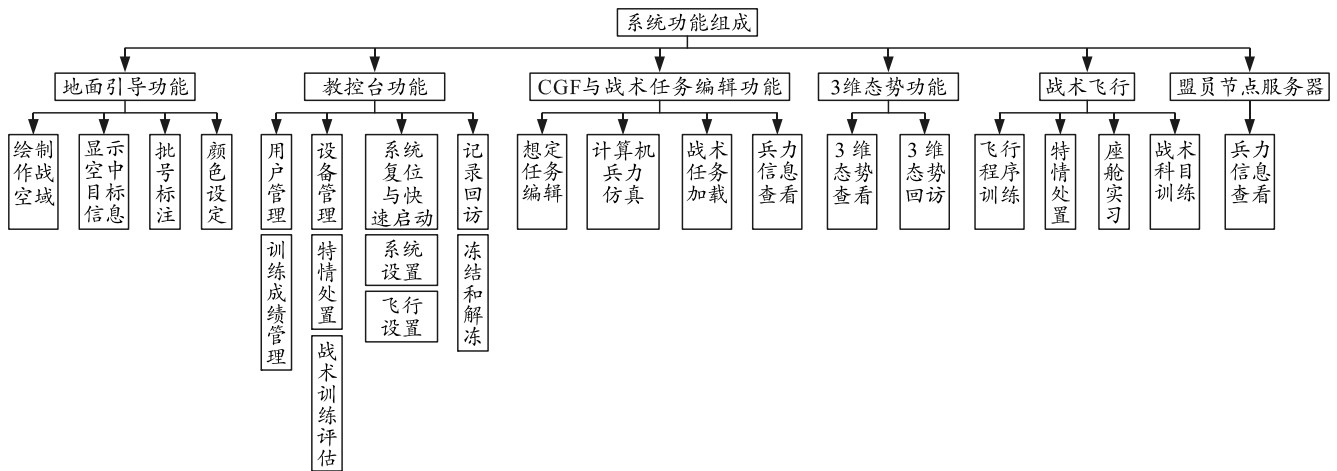 系统功能组成
地面引导功能
教控台功能
CGF与战术任务编辑功能
3维态势功能
战术飞行
盟员节点服务器
绘制
作战
空域
显示
空中
目标
信息
批
号
标
注
颜
色
设
定
用
户
管
理
设
备
管
理
系统
复位
与快
速启动
记
录
回
访
想定
任务
编辑
计算机
兵力
仿真
战术
任务
加载
兵力
信息
查看
3维
态势
查看
3维
态势
回访
飞行
程序
训练
特
情
处
置
座
舱
实
习
战术
科目
训练
兵力
信息
查看
训
练
成
绩
管
理
特
情
处
置
系统
设置
冻
结
和
解
冻
飞行
设置
战
术
训
练
评
估